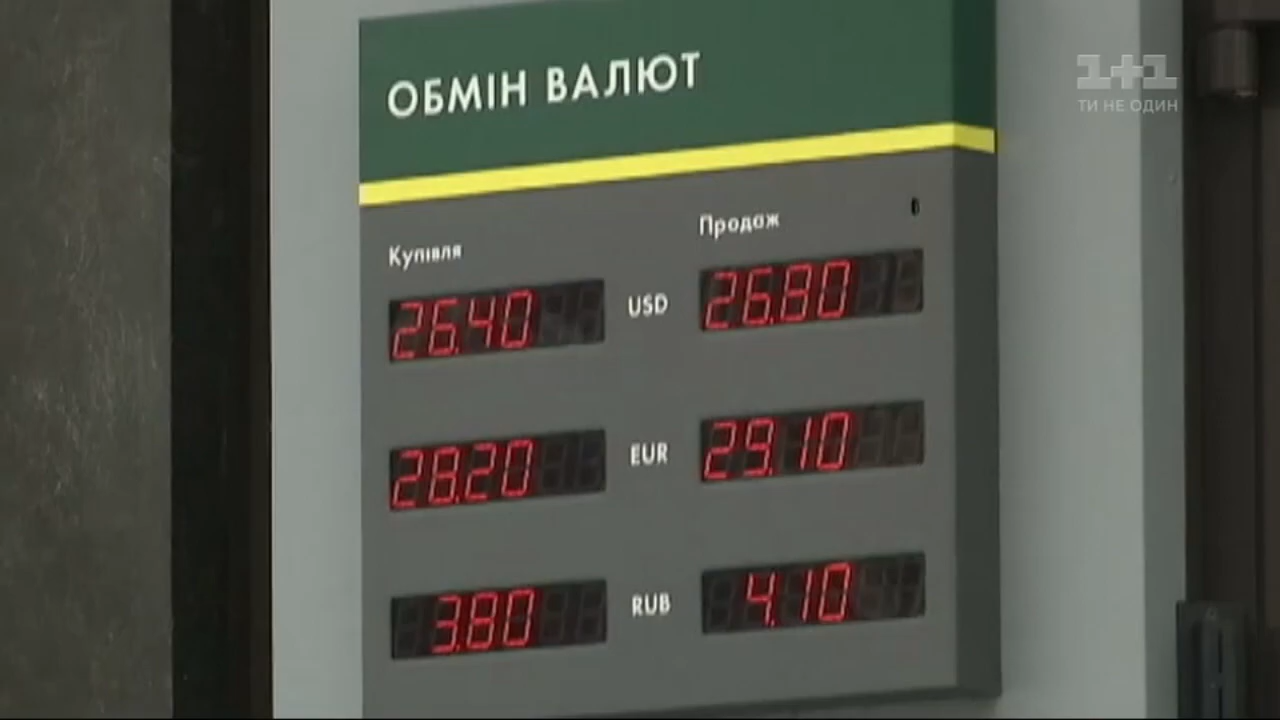 ОБМІН ВАЛЮТ
1+1
ТИ НЕ ОДИН
Купівля Продаж
26.40 USD 26.80
28.20 EUR 29.10
3.80 RUB 4.10